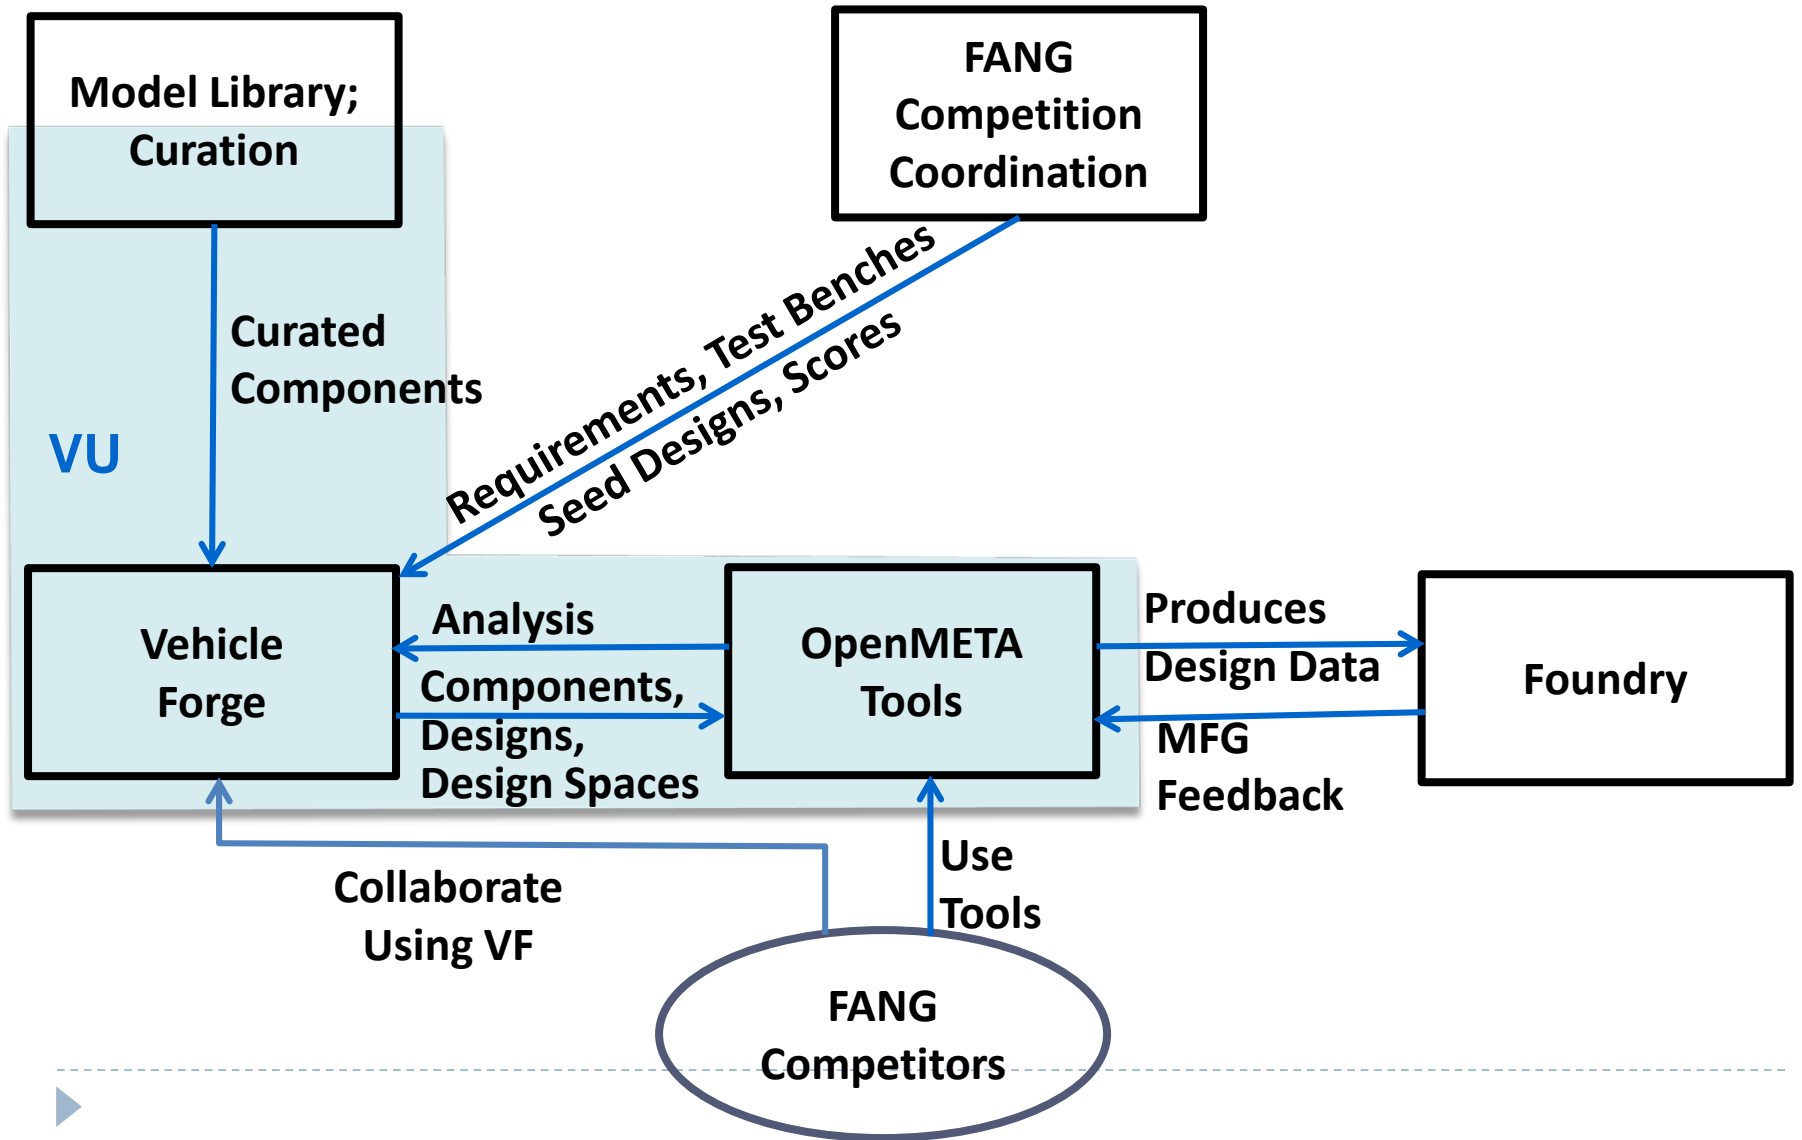 Model Library;
Curation
FANG
Competition
Coordination
Curated
Components
VU
Requirements, Test Benches
Seed Designs, Scores
Vehicle
Forge
Analysis
Components,
Designs,
Design Spaces
OpenMETA
Tools
Produces
Design Data
MFG
Feedback
Foundry
Collaborate
Using VF
Use
Tools
FANG
Competitors